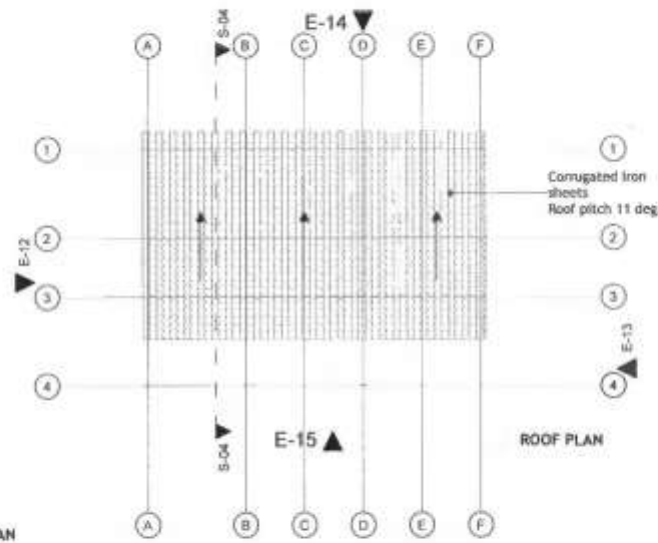 E-14
S-04
A
B
C
D
E
F
1
1
Corrugated iron
sheets
Roof pitch 11 deg
2
2
E-12
3
3
E-13
4
4
S-04
E-15
ROOF PLAN
A
B
C
D
E
F
AN